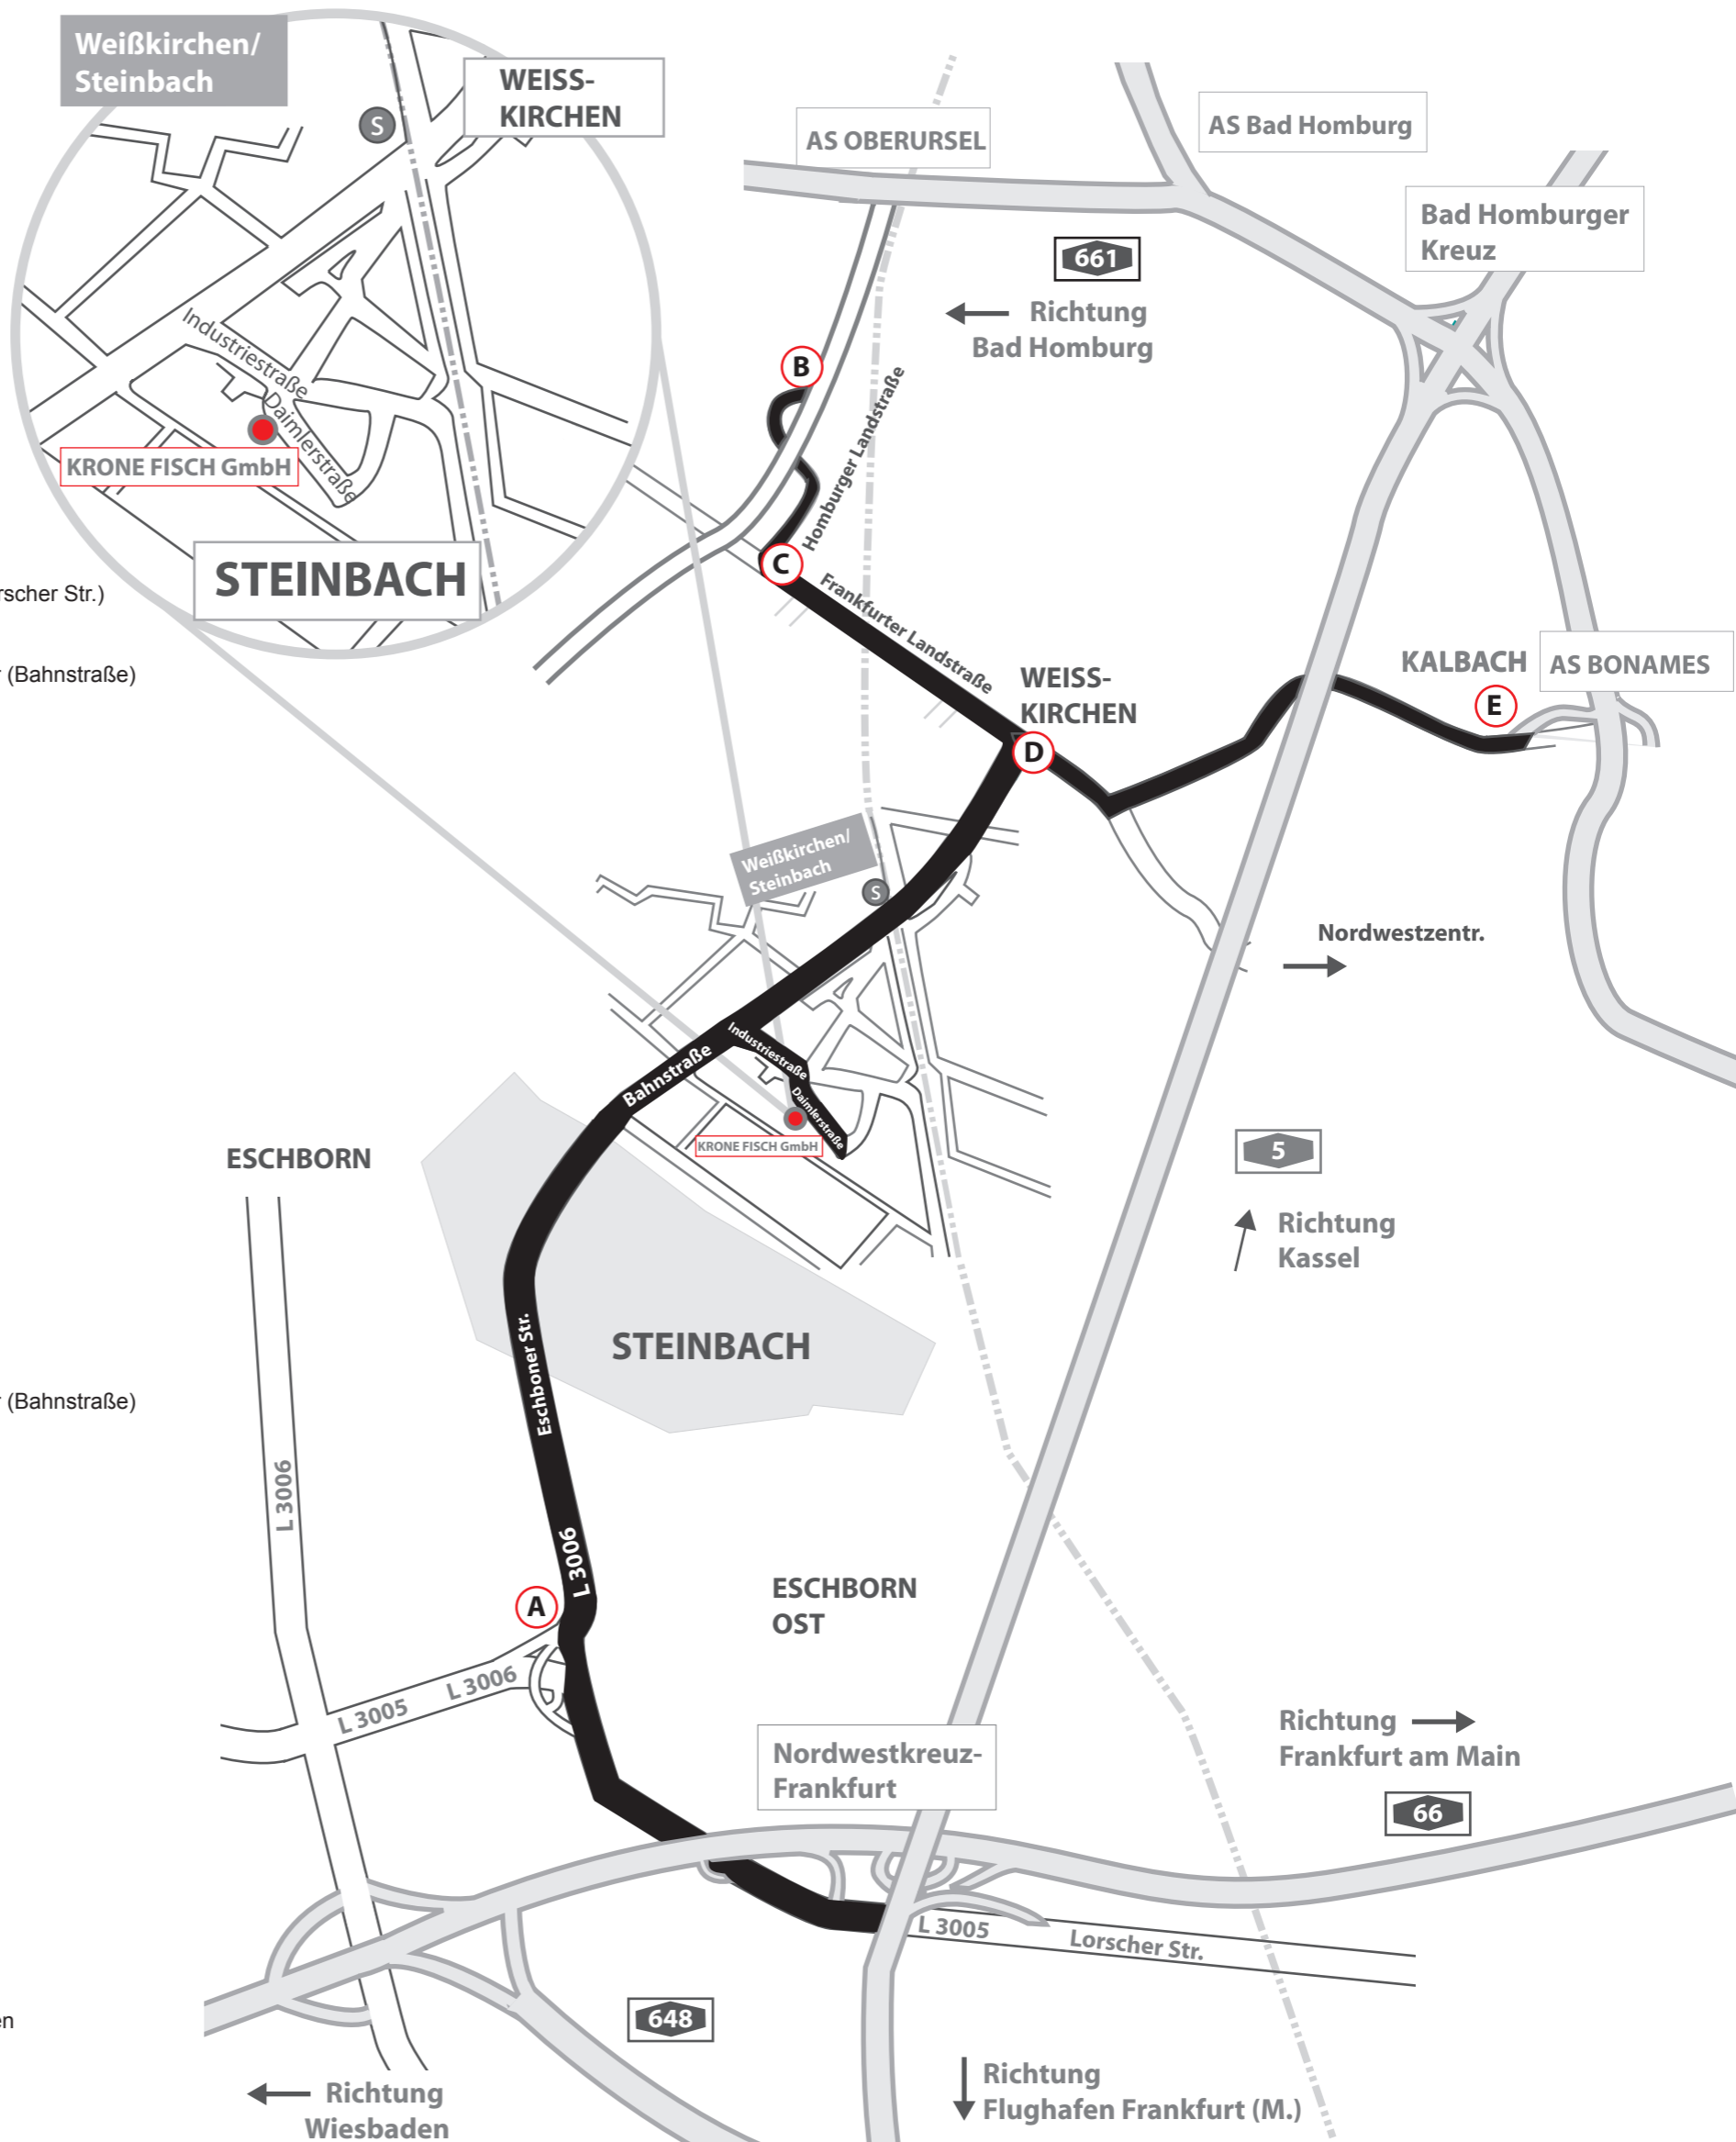 Weißkirchen/
Steinbach
WEISS-
KIRCHEN
S
Industriestraße
Daimlerstraße
KRONE FISCH GmbH
STEINBACH
rscher Str.)
(Bahnstraße)
AS OBERURSEL
AS Bad Homburg
Bad Homburger
Kreuz
661
Richtung
Bad Homburg
B
Homburger Landstraße
C
Frankfurter Landstraße
WEISS-
KIRCHEN
D
KALBACH
AS BONAMES
E
Weißkirchen/
Steinbach
S
Nordwestzentr.
Industriestraße
Bahnstraße
Daimlerstraße
KRONE FISCH GmbH
5
Richtung
Kassel
ESCHBORN
STEINBACH
Eschboner Str.
(Bahnstraße)
L 3006
L 3006
A
ESCHBORN
OST
L 3005
L 3006
Nordwestkreuz-
Frankfurt
Richtung
Frankfurt am Main
66
L 3005
Lorscher Str.
648
en
Richtung
Wiesbaden
Richtung
Flughafen Frankfurt (M.)